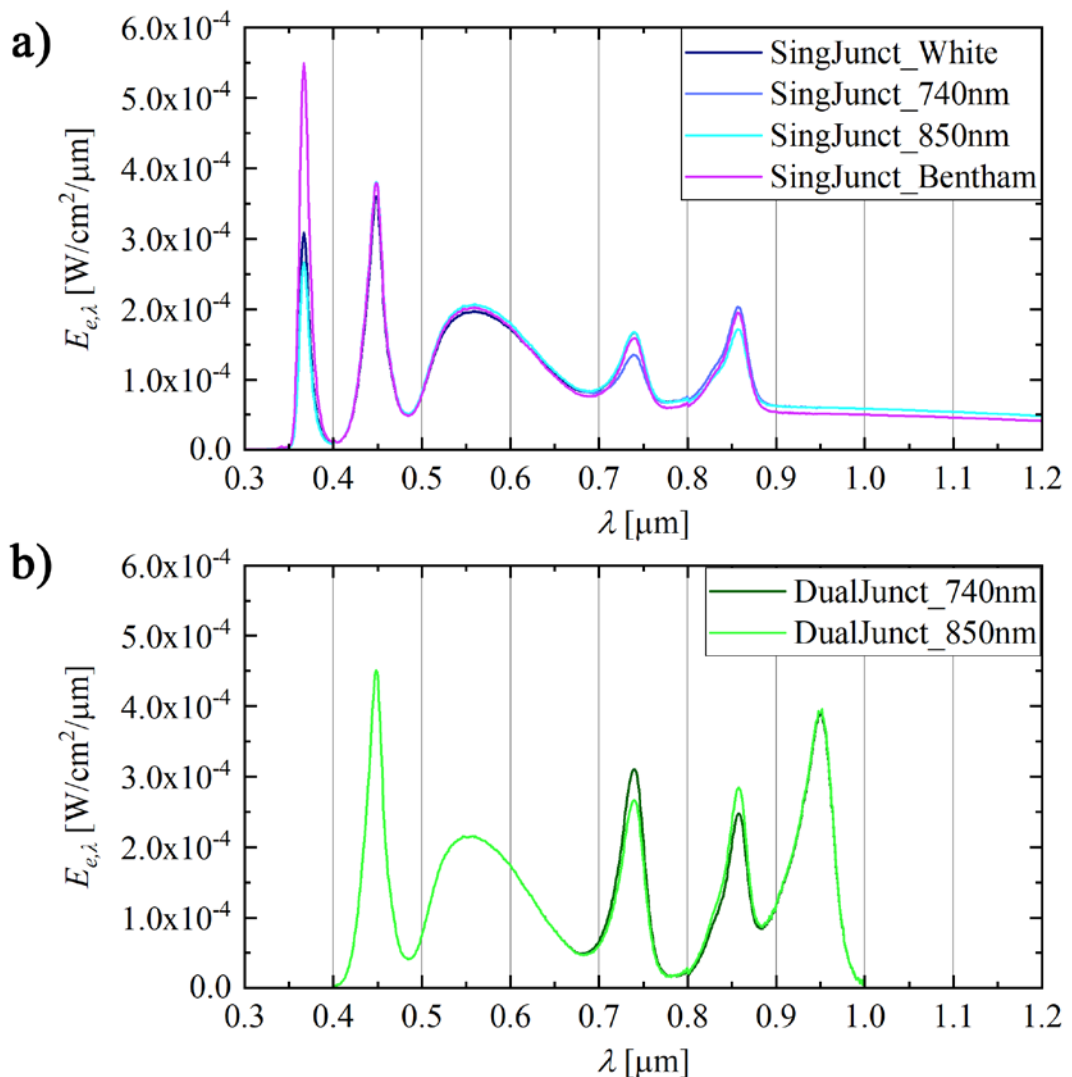 a)
6.0x10⁻⁴
5.0x10⁻⁴
4.0x10⁻⁴
3.0x10⁻⁴
2.0x10⁻⁴
1.0x10⁻⁴
0.0
E_{e,λ} [W/cm²/μm]
SingJunct_White
SingJunct_740nm
SingJunct_850nm
SingJunct_Bentham
0.3 0.4 0.5 0.6 0.7 0.8 0.9 1.0 1.1 1.2
λ [μm]
b)
6.0x10⁻⁴
5.0x10⁻⁴
4.0x10⁻⁴
3.0x10⁻⁴
2.0x10⁻⁴
1.0x10⁻⁴
0.0
E_{e,λ} [W/cm²/μm]
DualJunct_740nm
DualJunct_850nm
0.3 0.4 0.5 0.6 0.7 0.8 0.9 1.0 1.1 1.2
λ [μm]